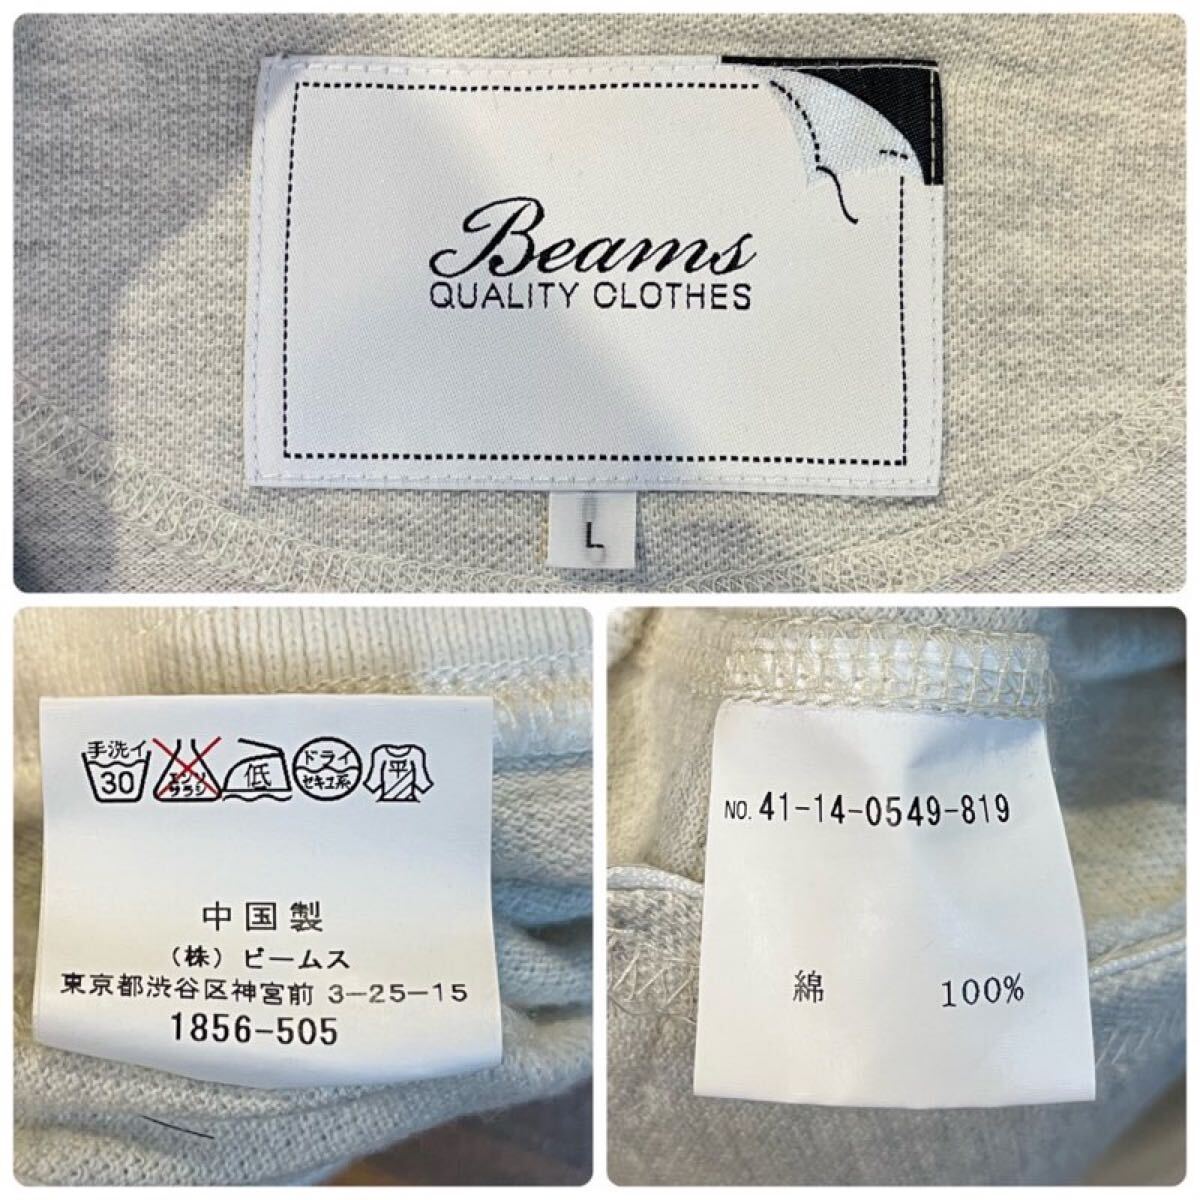 Beams
QUALITY CLOTHES
L
手洗イ
30
エンソ
サラシ
低
ドライ
セキユ系
平
中国製
(株)ビームス
東京都渋谷区神宮前 3-25-15
1856-505
NO. 41-14-0549-819
綿 100%